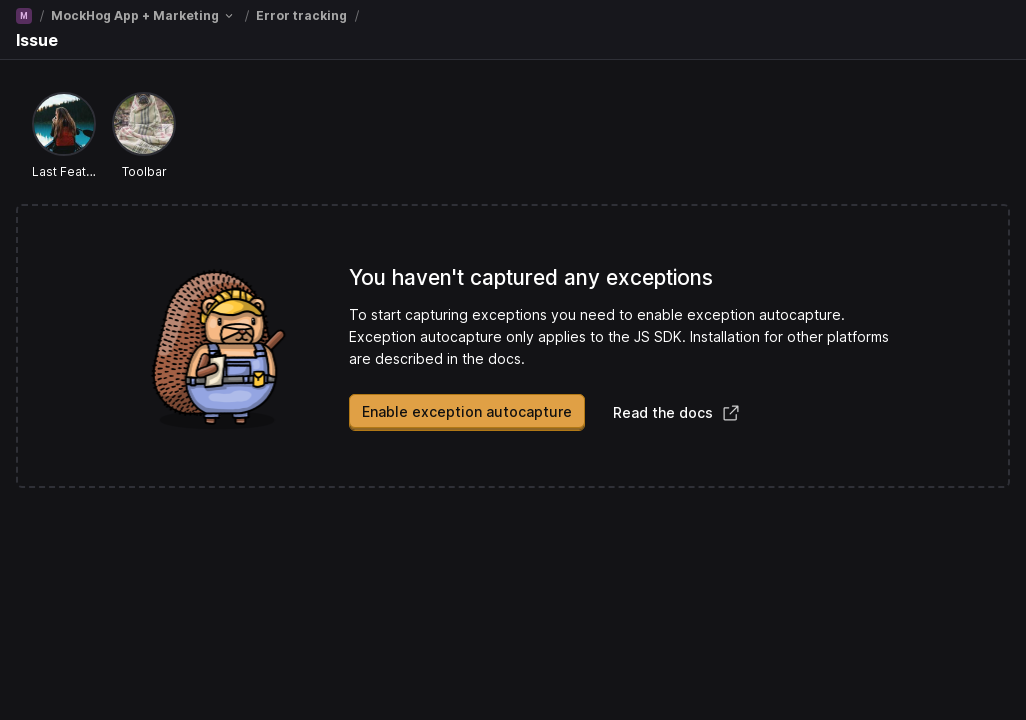 M / MockHog App + Marketing / Error tracking /
Issue
Last Feat...
Toolbar
You haven't captured any exceptions
To start capturing exceptions you need to enable exception autocapture.
Exception autocapture only applies to the JS SDK. Installation for other platforms
are described in the docs.
Enable exception autocapture
Read the docs